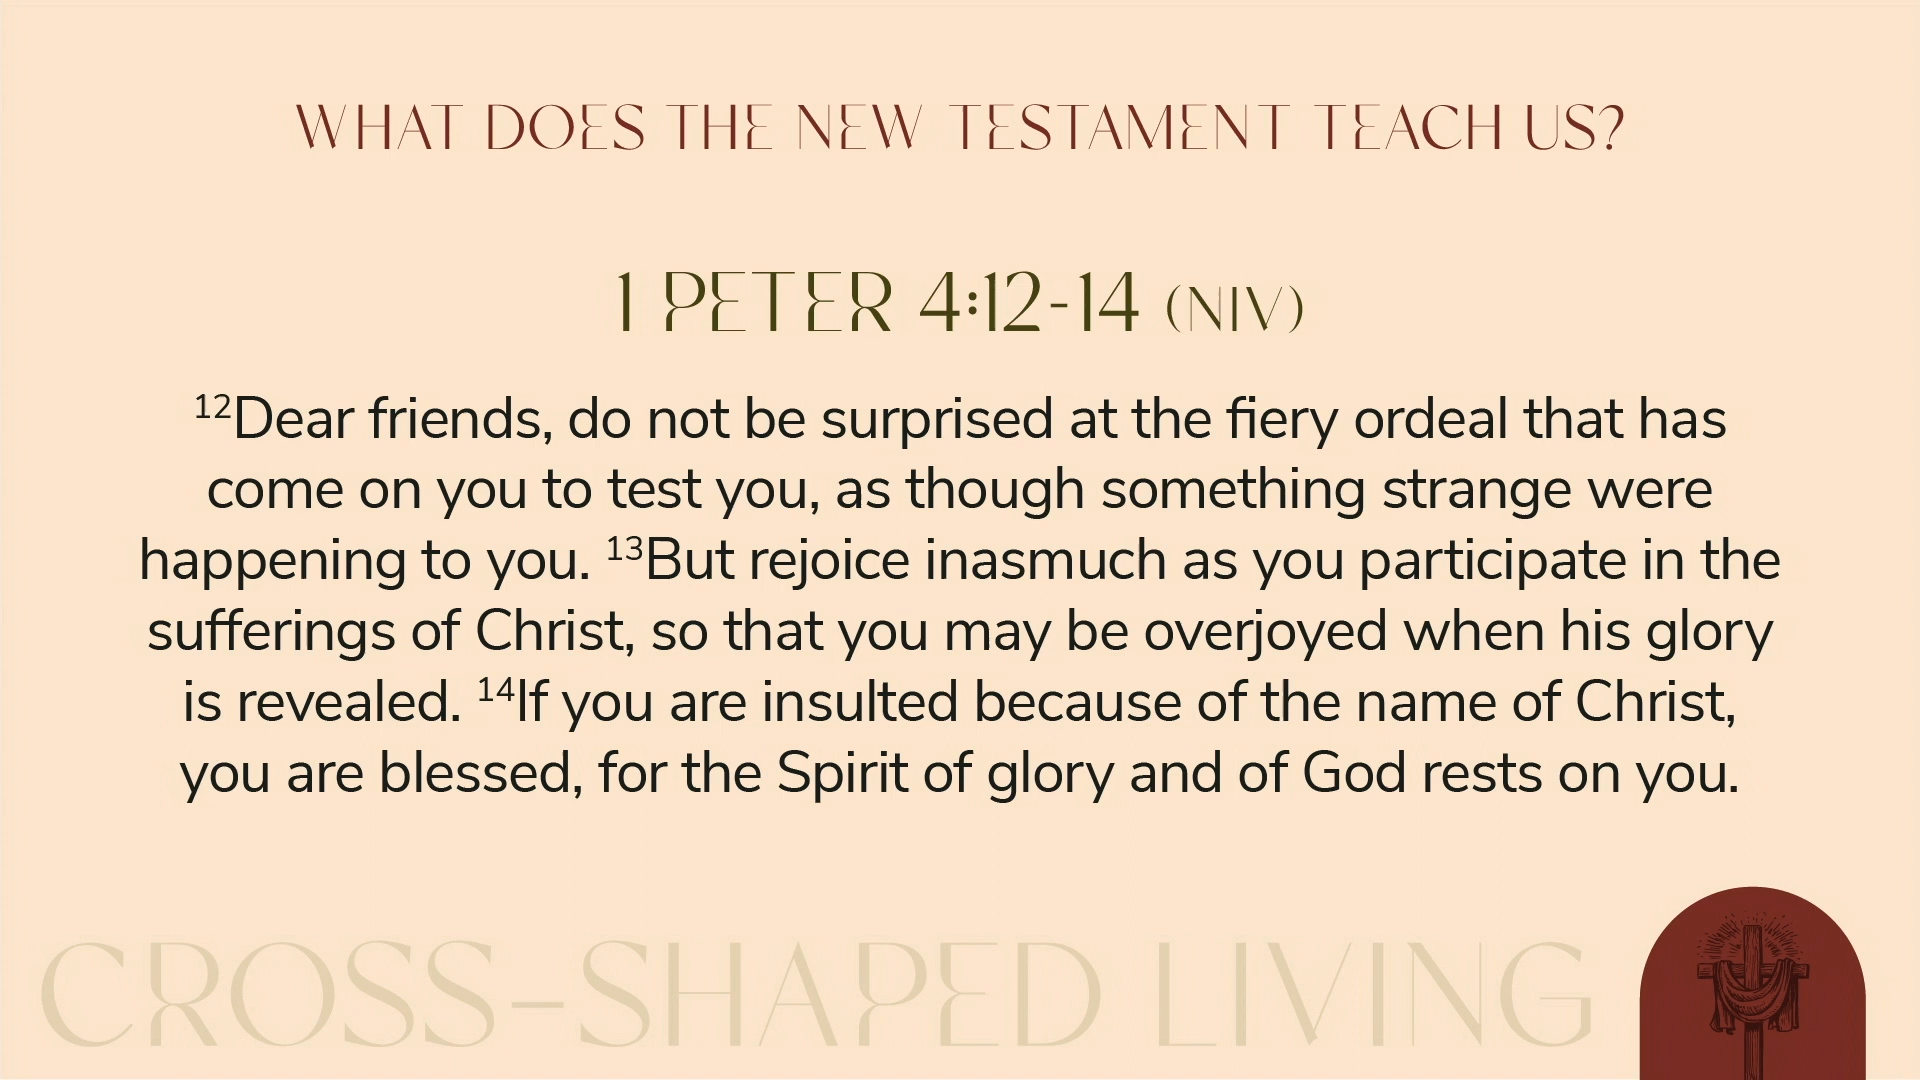 WHAT DOES THE NEW TESTAMENT TEACH US?
1 PETER 4:12-14 (NIV)
12Dear friends, do not be surprised at the fiery ordeal that has
come on you to test you, as though something strange were
happening to you. 13But rejoice inasmuch as you participate in the
sufferings of Christ, so that you may be overjoyed when his glory
is revealed. 14If you are insulted because of the name of Christ,
you are blessed, for the Spirit of glory and of God rests on you.
CROSS-SHAPED LIVING